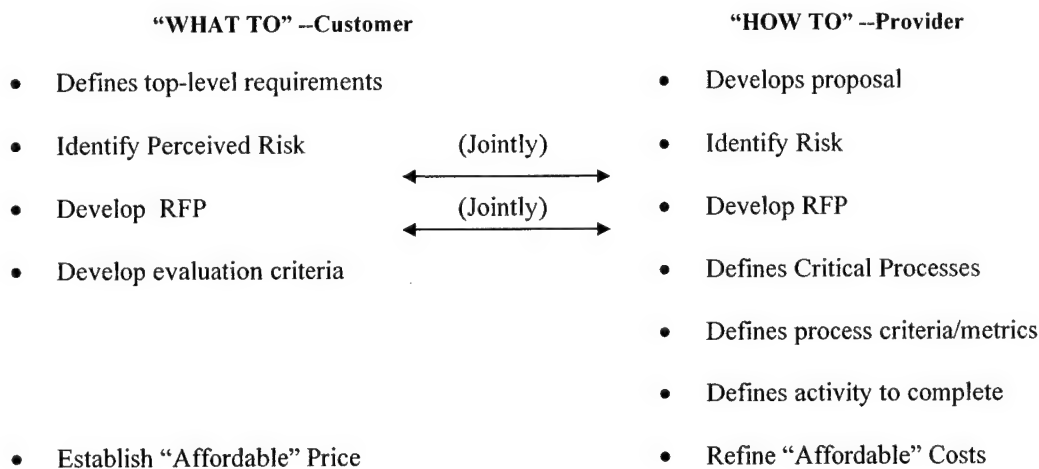 “WHAT TO” --Customer “HOW TO” --Provider
• Defines top-level requirements • Develops proposal
• Identify Perceived Risk (Jointly) • Identify Risk
• Develop RFP (Jointly) • Develop RFP
• Develop evaluation criteria • Defines Critical Processes
• Defines process criteria/metrics
• Defines activity to complete
• Establish “Affordable” Price • Refine “Affordable” Costs